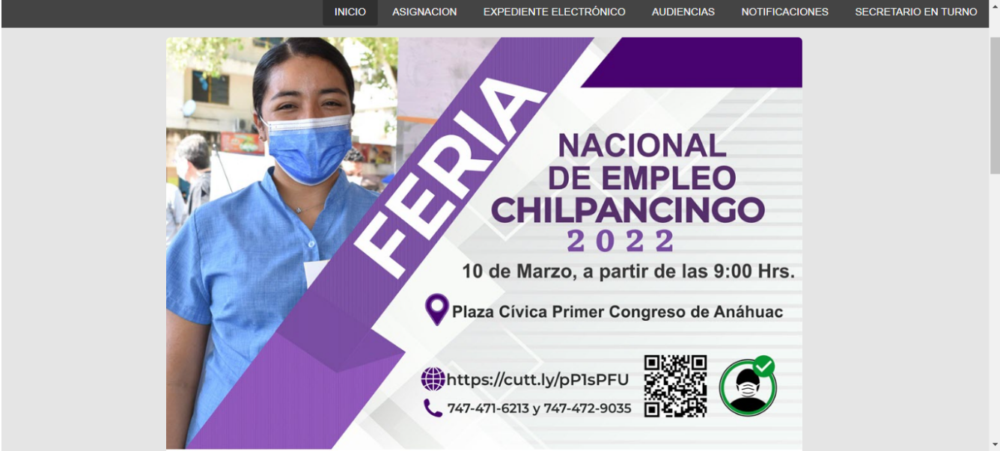 INICIO ASIGNACION EXPEDIENTE ELECTRÓNICO AUDIENCIAS NOTIFICACIONES SECRETARIO EN TURNO
FERIA
NACIONAL
DE EMPLEO
CHILPANCINGO
2022
10 de Marzo, a partir de las 9:00 Hrs.
Plaza Cívica Primer Congreso de Anáhuac
https://cutt.ly/pP1sPFU
747-471-6213 y 747-472-9035